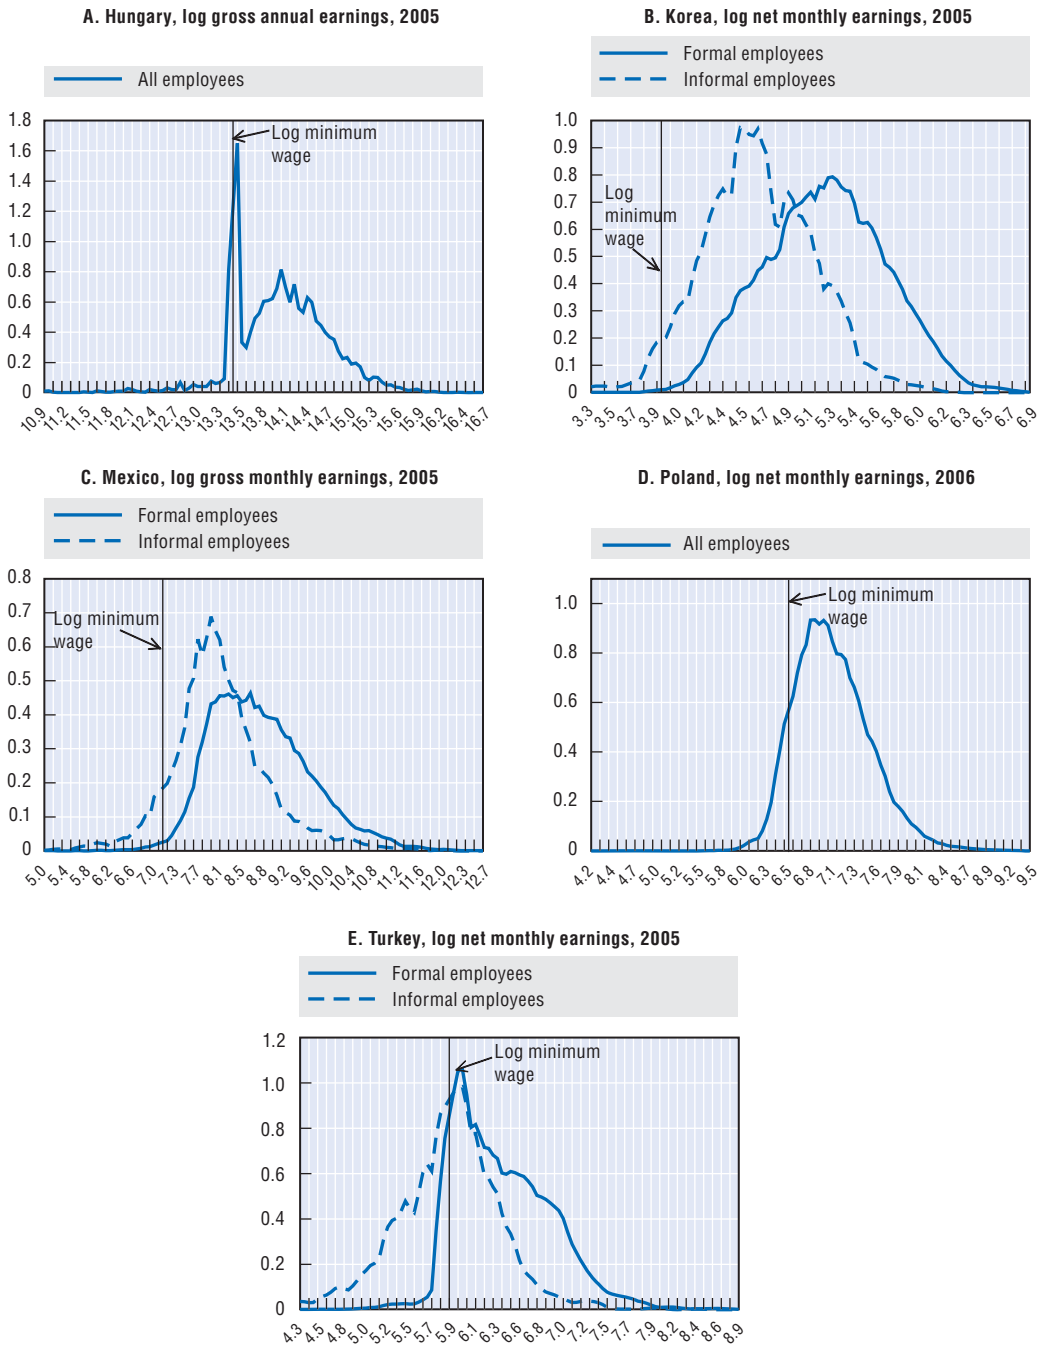 A. Hungary, log gross annual earnings, 2005
All employees
1.8
1.6
1.4
1.2
1.0
0.8
0.6
0.4
0.2
0
Log minimum
wage
10.9 11.2 11.5 11.8 12.1 12.4 12.7 13.0 13.3 13.5 13.8 14.1 14.4 14.7 15.0 15.3 15.6 15.9 16.2 16.4 16.7
B. Korea, log net monthly earnings, 2005
Formal employees
Informal employees
1.0
0.9
0.8
0.7
0.6
0.5
0.4
0.3
0.2
0.1
0
Log
minimum
wage
3.3 3.5 3.7 3.9 4.0 4.2 4.4 4.5 4.7 4.9 5.1 5.2 5.4 5.6 5.8 6.0 6.2 6.3 6.5 6.7 6.9
C. Mexico, log gross monthly earnings, 2005
Formal employees
Informal employees
0.8
0.7
0.6
0.5
0.4
0.3
0.2
0.1
0
Log minimum
wage
5.0 5.4 5.8 6.2 6.6 7.0 7.3 7.7 8.1 8.5 8.8 9.2 9.6 10.0 10.4 10.8 11.2 11.6 12.0 12.3 12.7
D. Poland, log net monthly earnings, 2006
All employees
1.0
0.8
0.6
0.4
0.2
0
Log minimum
wage
4.2 4.4 4.7 5.0 5.2 5.5 5.8 6.0 6.3 6.5 6.8 7.1 7.3 7.6 7.9 8.1 8.4 8.7 8.9 9.2 9.5
E. Turkey, log net monthly earnings, 2005
Formal employees
Informal employees
1.2
1.0
0.8
0.6
0.4
0.2
0
Log minimum
wage
4.3 4.5 4.8 5.0 5.2 5.5 5.7 5.9 6.1 6.3 6.6 6.8 7.0 7.2 7.5 7.7 7.9 8.2 8.4 8.6 8.9